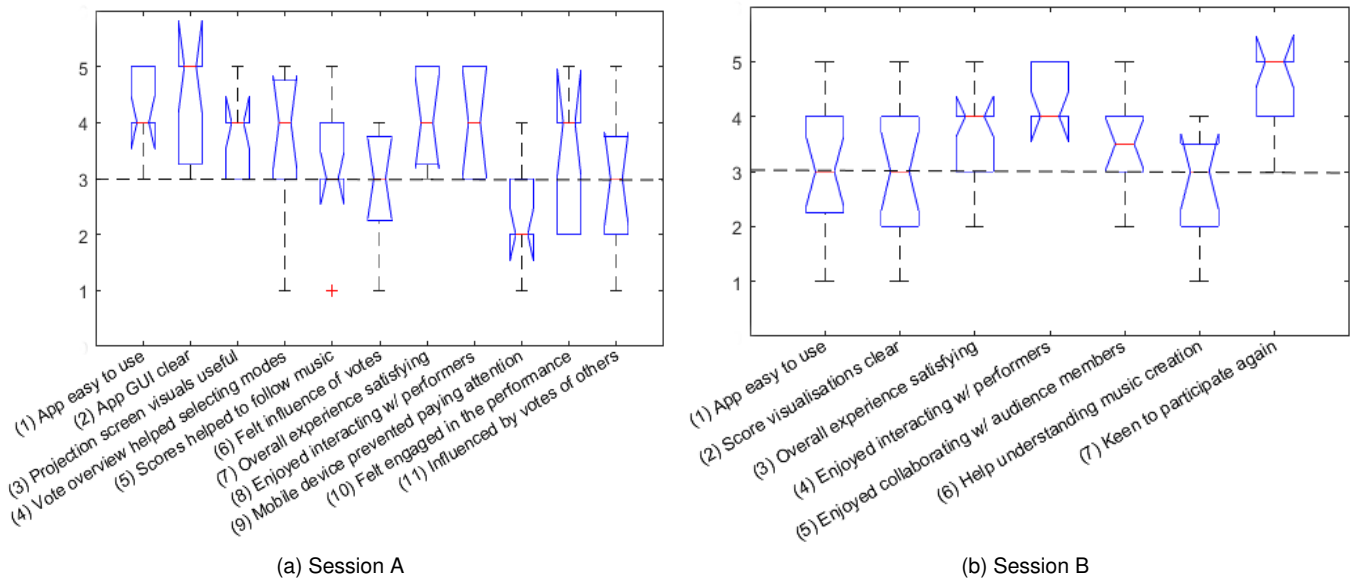 5
4
3
2
1
(1) App easy to use
(2) App GUI clear
(3) Projection screen visuals useful
(4) Vote overview helped selecting modes
(5) Scores helped to follow music
(6) Felt influence of votes
(7) Overall experience satisfying
(8) Enjoyed interacting w/ performers
(9) Mobile device prevented paying attention
(10) Felt engaged in the performance
(11) Influenced by votes of others
(a) Session A
5
4
3
2
1
(1) App easy to use
(2) Score visualisations clear
(3) Overall experience satisfying
(4) Enjoyed interacting w/ performers
(5) Enjoyed collaborating w/ audience members
(6) Help understanding music creation
(7) Keen to participate again
(b) Session B